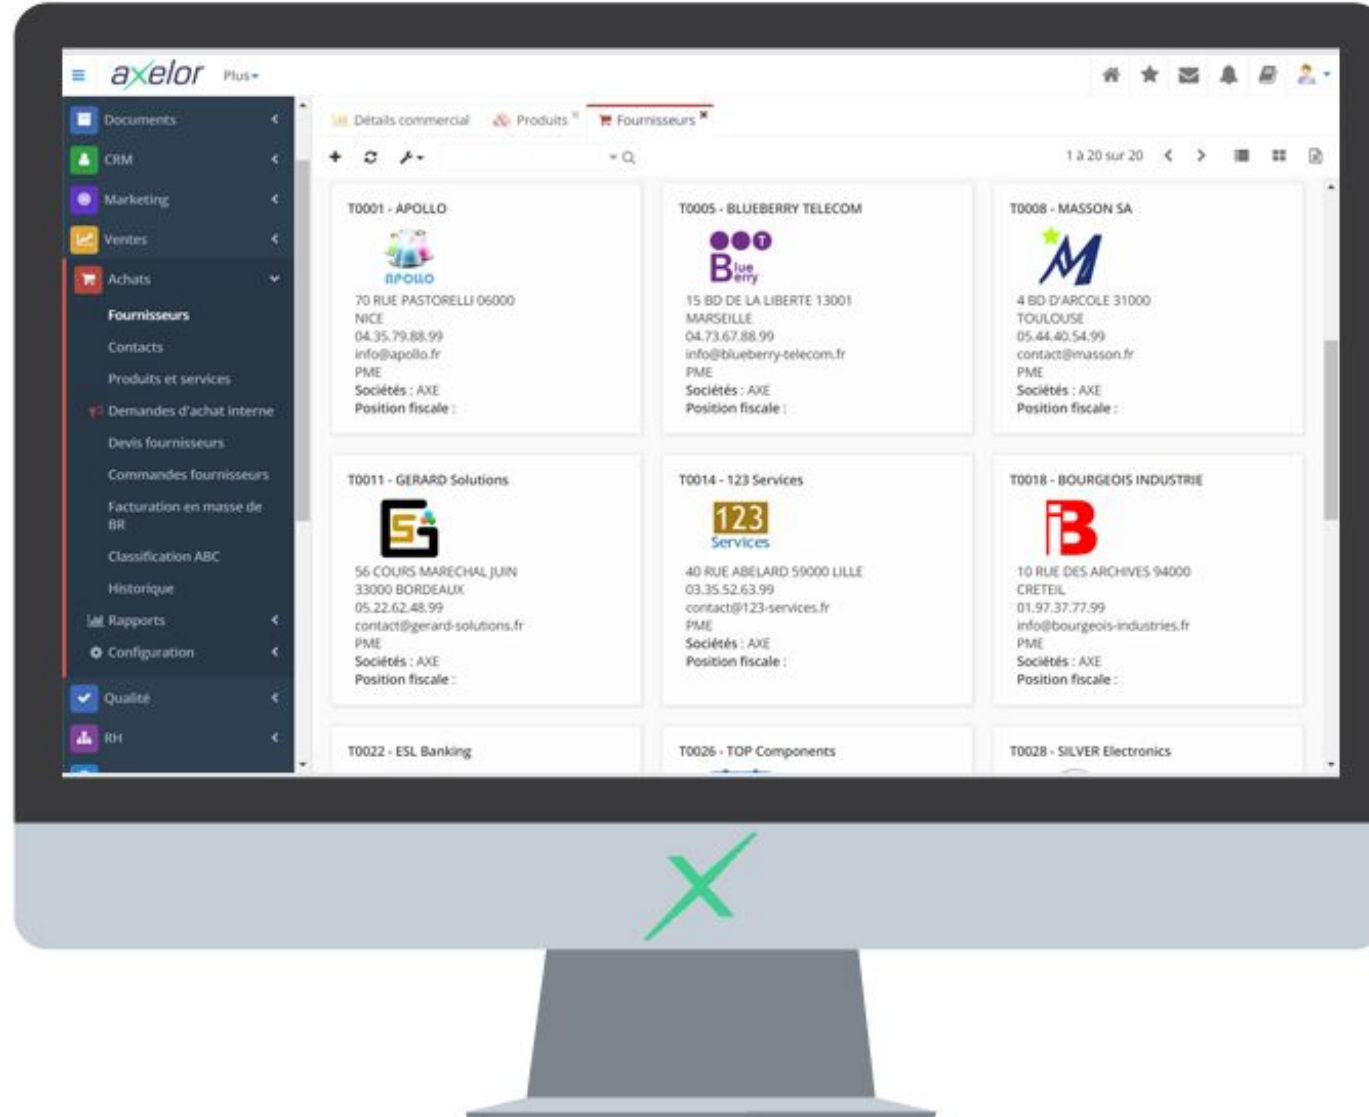 axelor Plus
Documents
CRM
Marketing
Ventes
Achats
Fournisseurs
Contacts
Produits et services
Demandes d'achat interne
Devis fournisseurs
Commandes fournisseurs
Facturation en masse de
BR
Classification ABC
Historique
Rapports
Configuration
Qualité
RH
Détails commercial Produits Fournisseurs
1 à 20 sur 20
T0001 - APOLLO
APOLLO
70 RUE PASTORELLI 06000
NICE
04.35.79.88.99
info@apollo.fr
PME
Sociétés : AXE
Position fiscale :
T0005 - BLUEBERRY TELECOM
T
Blue
Berry
15 BD DE LA LIBERTE 13001
MARSEILLE
04.73.67.88.99
info@blueberry-telecom.fr
PME
Sociétés : AXE
Position fiscale :
T0008 - MASSON SA
M
4 BD D'ARCOLE 31000
TOULOUSE
05.44.40.54.99
contact@masson.fr
PME
Sociétés : AXE
Position fiscale :
T0011 - GERARD Solutions
GS
56 COURS MARECHAL JUIN
33000 BORDEAUX
05.22.62.48.99
contact@gerard-solutions.fr
PME
Sociétés : AXE
Position fiscale :
T0014 - 123 Services
123
Services
40 RUE ABELARD 59000 LILLE
03.35.52.63.99
contact@123-services.fr
PME
Sociétés : AXE
Position fiscale :
T0018 - BOURGEOIS INDUSTRIE
iB
10 RUE DES ARCHIVES 94000
CRETEIL
01.97.37.77.99
info@bourgeois-industries.fr
PME
Sociétés : AXE
Position fiscale :
T0022 - ESL Banking
T0026 - TOP Components
T0028 - SILVER Electronics